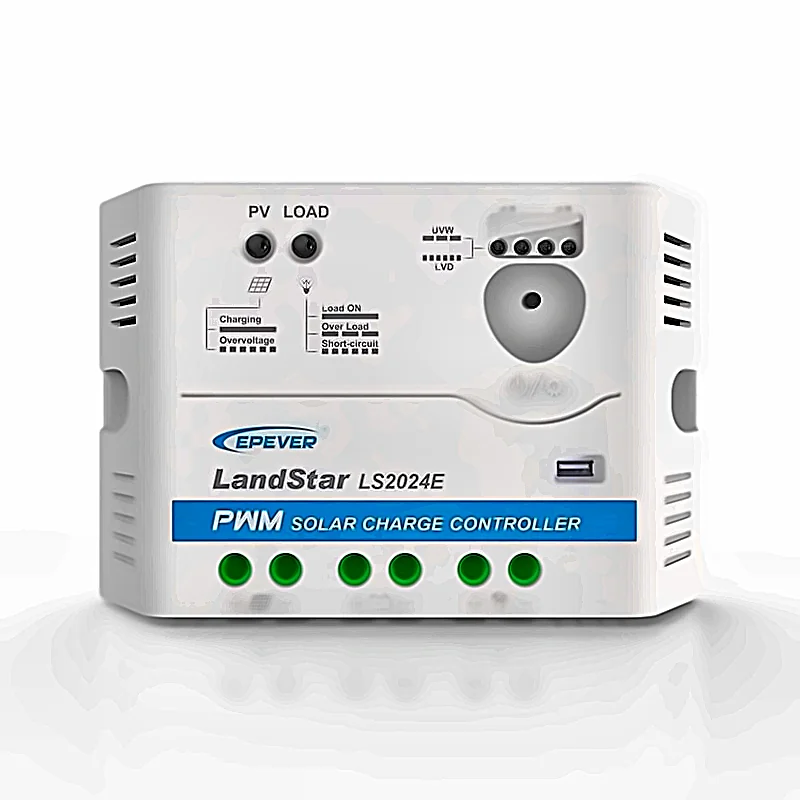 PV LOAD
UVW
LVD
Charging
Overvoltage
Load ON
Over Load
Short-circuit
EPEVER
LandStar LS2024E
PWM SOLAR CHARGE CONTROLLER